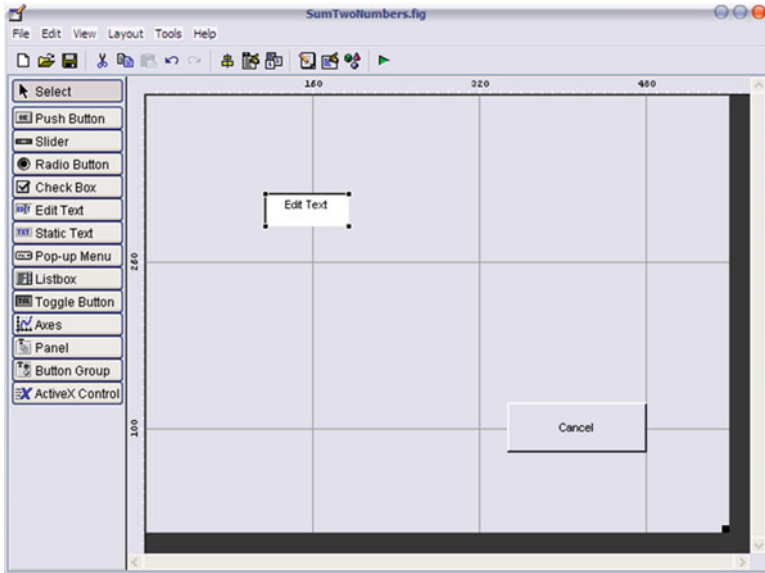 SumTwoNumbers.fig
File Edit View Layout Tools Help
Select
Push Button
Slider
Radio Button
Check Box
Edit Text
Static Text
Pop-up Menu
Listbox
Toggle Button
Axes
Panel
Button Group
ActiveX Control
160 320 480
Edit Text
260
Cancel
100